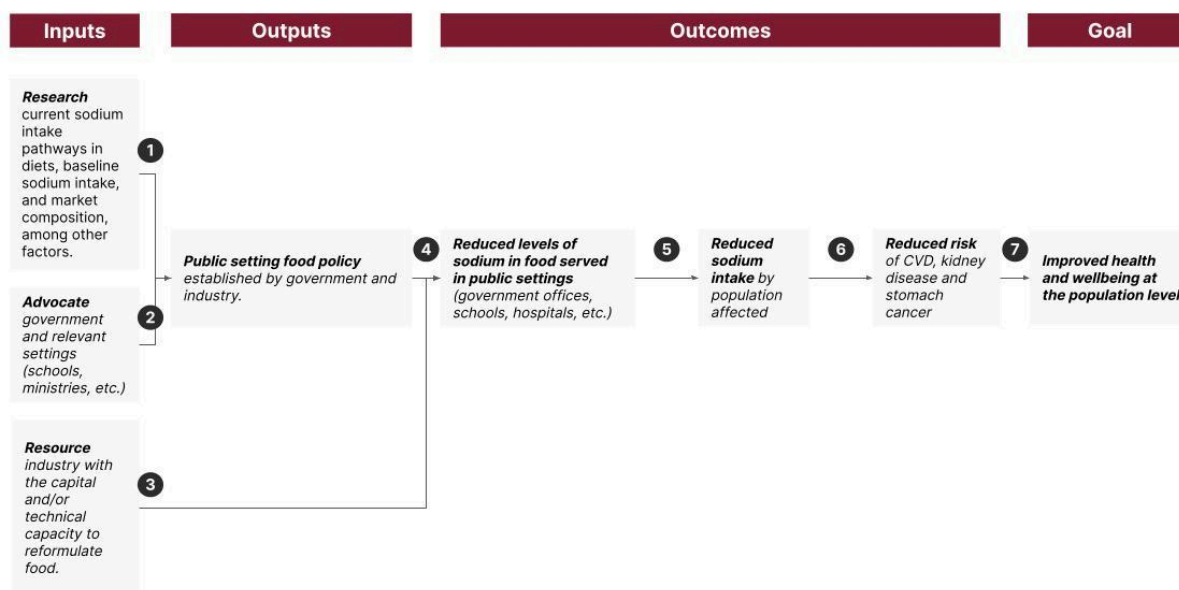 Inputs
Outputs
Outcomes
Goal
Research
current sodium
intake
pathways in
diets, baseline
sodium intake,
and market
composition,
among other
factors.
1
Advocate
government
and relevant
settings
(schools,
ministries, etc.)
2
Resource
industry with
the capital
and/or
technical
capacity to
reformulate
food.
3
Public setting food policy
established by government and
industry.
4
Reduced levels of
sodium in food served
in public settings
(government offices,
schools, hospitals, etc.)
5
Reduced
sodium
intake by
population
affected
6
Reduced risk
of CVD, kidney
disease and
stomach
cancer
7
Improved health
and wellbeing at
the population level